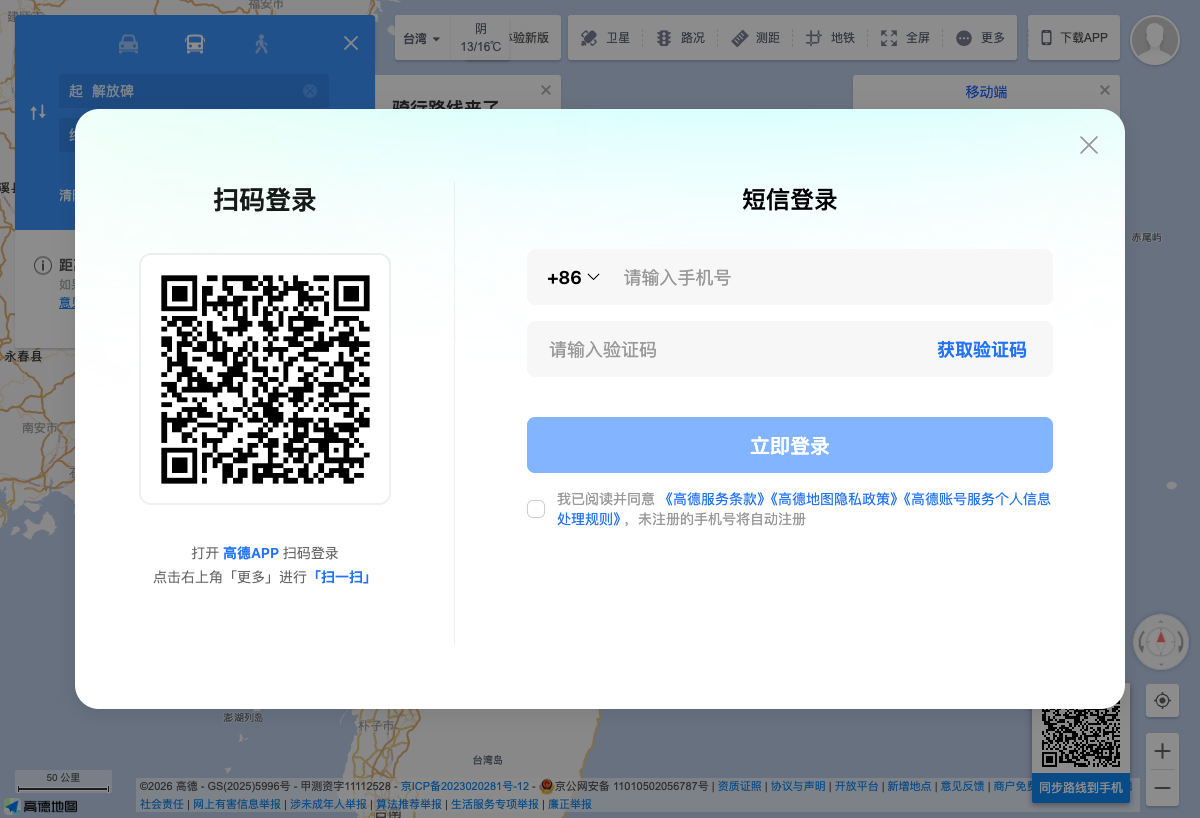 福安市
台湾
阴
13/16℃
验新版
卫星
路况
测距
地铁
全屏
更多
下载APP
起 解放碑
骑行路线来了
移动端
扫码登录
短信登录
+86
请输入手机号
请输入验证码
获取验证码
立即登录
我已阅读并同意 《高德服务条款》《高德地图隐私政策》《高德账号服务个人信息
处理规则》，未注册的手机号将自动注册
打开 高德APP 扫码登录
点击右上角「更多」进行「扫一扫」
赤尾屿
永春县
南安市
澎湖列岛
朴子市
台湾岛
50 公里
高德地图
©2026 高德 - GS(2025)5996号 - 甲测资字11112528 - 京ICP备2023020281号-12 - 京公网安备 11010502056787号 | 资质证照 | 协议与声明 | 开放平台 | 新增地点 | 意见反馈 | 商户免
社会责任 | 网上有害信息举报 | 涉未成年人举报 | 算法推荐举报 | 生活服务专项举报 | 廉正举报
台南
同步路线到手机